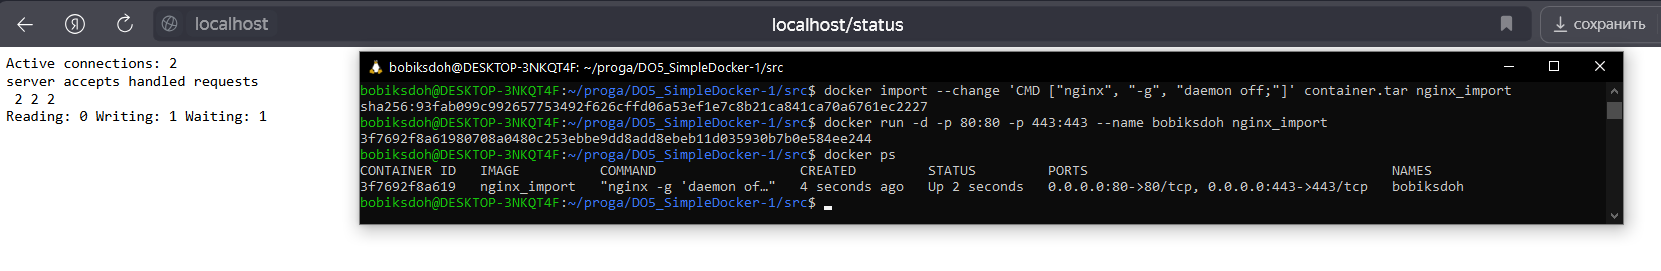 localhost
localhost/status
сохранить
Active connections: 2
server accepts handled requests
2 2 2
Reading: 0 Writing: 1 Waiting: 1
bobiksdoh@DESKTOP-3NKQT4F: ~/proga/DO5_SimpleDocker-1/src
bobiksdoh@DESKTOP-3NKQT4F:~/proga/DO5_SimpleDocker-1/src$ docker import --change 'CMD ["nginx", "-g", "daemon off;"]' container.tar nginx_import
sha256:93fab099c992657753492f626cffd06a53ef1e7c8b21ca841ca70a6761ec2227
bobiksdoh@DESKTOP-3NKQT4F:~/proga/DO5_SimpleDocker-1/src$ docker run -d -p 80:80 -p 443:443 --name bobiksdoh nginx_import
3f7692f8a61980708a0480c253ebbe9dd8add8ebeb11d035930b7b0e584ee244
bobiksdoh@DESKTOP-3NKQT4F:~/proga/DO5_SimpleDocker-1/src$ docker ps
CONTAINER ID IMAGE COMMAND CREATED STATUS PORTS NAMES
3f7692f8a619 nginx_import "nginx -g 'daemon of…" 4 seconds ago Up 2 seconds 0.0.0.0:80->80/tcp, 0.0.0.0:443->443/tcp bobiksdoh
bobiksdoh@DESKTOP-3NKQT4F:~/proga/DO5_SimpleDocker-1/src$